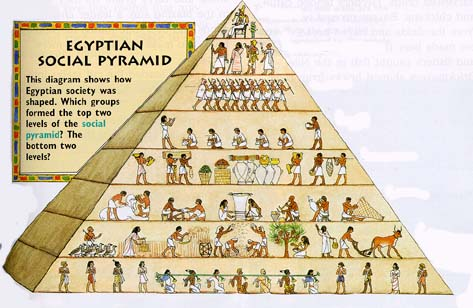 EGYPTIAN
SOCIAL PYRAMID
This diagram shows how
Egyptian society was
shaped. Which groups
formed the top two
levels of the social
pyramid? The
bottom two
levels?